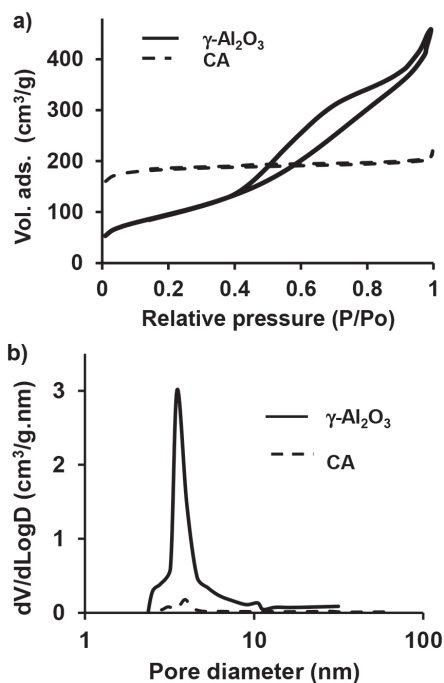 a)
γ-Al₂O₃
CA
400
300
200
100
0
Vol. ads. (cm³/g)
0 0.2 0.4 0.6 0.8 1
Relative pressure (P/Po)
b)
3
2
1
0
dV/dLogD (cm³/g.nm)
γ-Al₂O₃
CA
1 10 100
Pore diameter (nm)